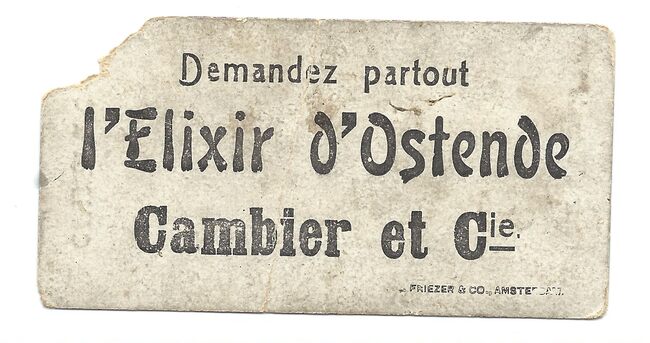 Demandez partout
l'Elixir d'Ostende
Cambier et Cie.
FRIEZER & CO., AMSTERDAM.